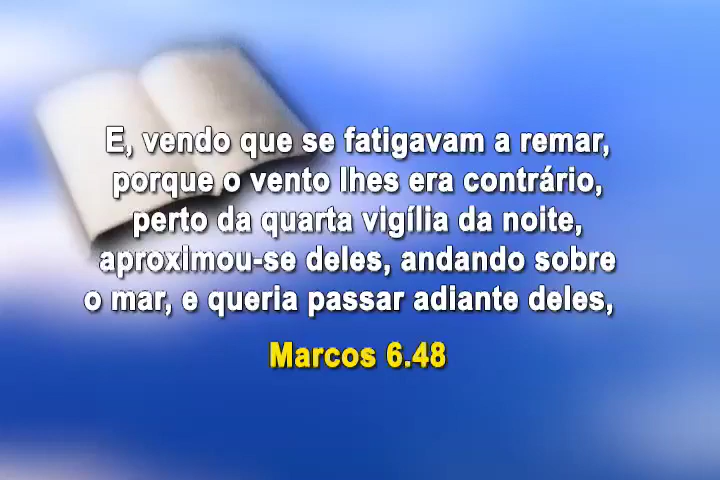 E, vendo que se fatigavam a remar,
porque o vento lhes era contrário,
perto da quarta vigília da noite,
aproximou-se deles, andando sobre
o mar, e queria passar adiante deles,
Marcos 6.48